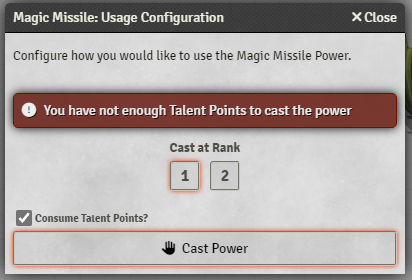 Magic Missile: Usage Configuration
✕ Close
Configure how you would like to use the Magic Missile Power.
You have not enough Talent Points to cast the power
Cast at Rank
1 2
Consume Talent Points?
Cast Power